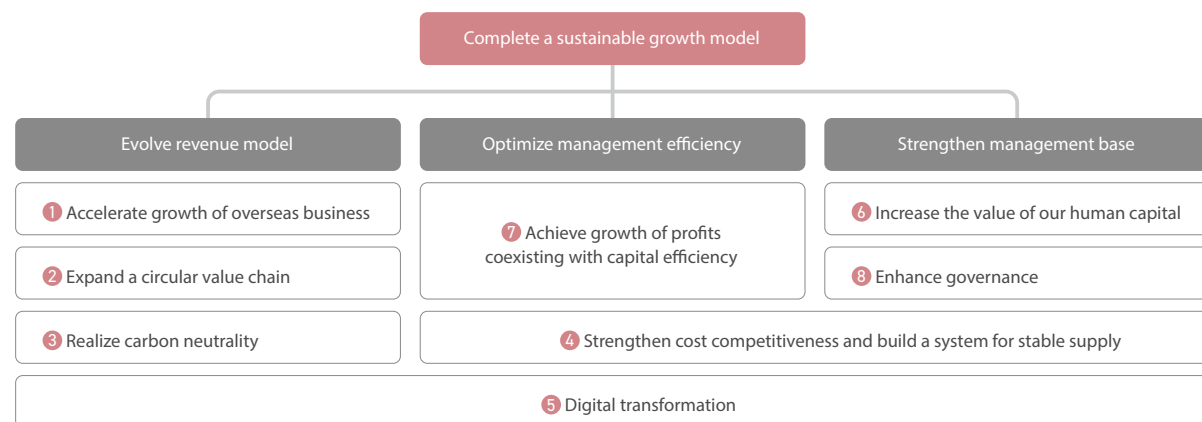 Complete a sustainable growth model
Evolve revenue model
Optimize management efficiency
Strengthen management base
1 Accelerate growth of overseas business
2 Expand a circular value chain
3 Realize carbon neutrality
7 Achieve growth of profits
coexisting with capital efficiency
6 Increase the value of our human capital
8 Enhance governance
4 Strengthen cost competitiveness and build a system for stable supply
5 Digital transformation